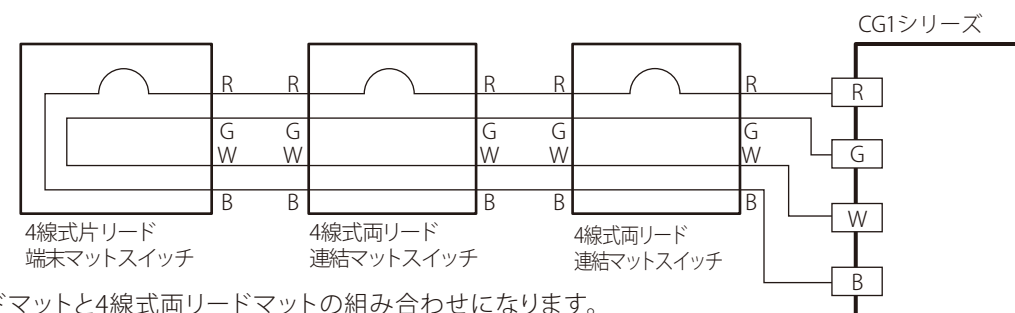 CG1シリーズ
R R R R R R
G G G G G G
W W W W W W
B B B B B B
4線式片リード
端末マットスイッチ
4線式両リード
連結マットスイッチ
4線式両リード
連結マットスイッチ
ドマットと4線式両リードマットの組み合わせになります。